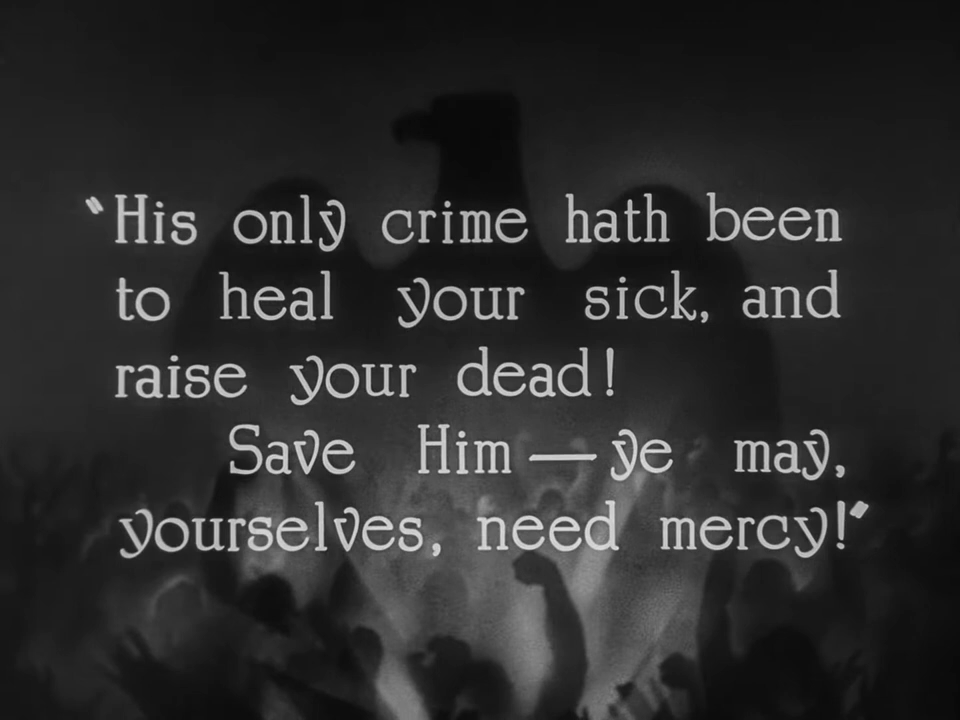 "His only crime hath been
to heal your sick, and
raise your dead!
Save Him — ye may,
yourselves, need mercy!"